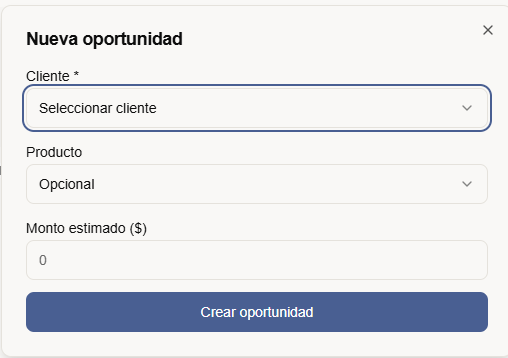 Nueva oportunidad
Cliente *
Seleccionar cliente
Producto
Opcional
Monto estimado ($)
0
Crear oportunidad